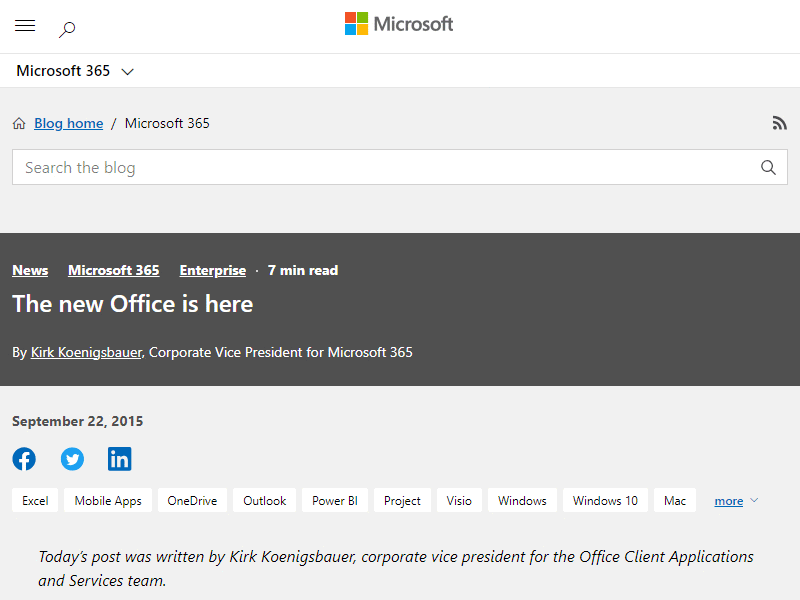 Microsoft
Microsoft 365
Blog home / Microsoft 365
Search the blog
News Microsoft 365 Enterprise · 7 min read
The new Office is here
By Kirk Koenigsbauer, Corporate Vice President for Microsoft 365
September 22, 2015
Excel Mobile Apps OneDrive Outlook Power BI Project Visio Windows Windows 10 Mac more
Today's post was written by Kirk Koenigsbauer, corporate vice president for the Office Client Applications
and Services team.